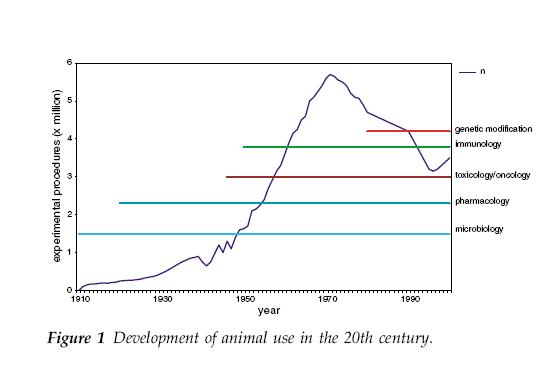 6
5
4
3
2
1
0
experimental procedures (x million)
n
genetic modification
immunology
toxicology/oncology
pharmacology
microbiology
1910 1930 1950 1970 1990
year
Figure 1 Development of animal use in the 20th century.